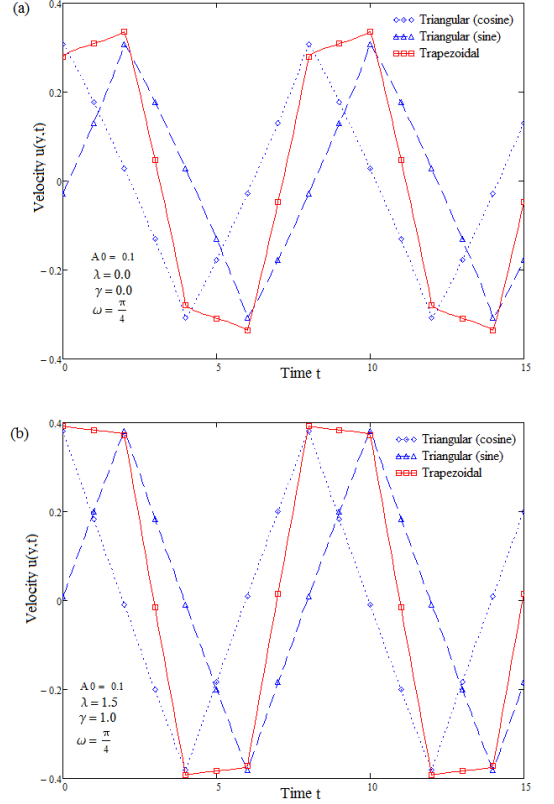 (a)
Triangular (cosine)
Triangular (sine)
Trapezoidal
0.4
0.2
0
−0.2
−0.4
Velocity u(y,t)
A0 = 0.1
λ = 0.0
γ = 0.0
ω = π/4
0 5 10 15
Time t
(b)
Triangular (cosine)
Triangular (sine)
Trapezoidal
0.4
0.2
0
−0.2
−0.4
Velocity u(y,t)
A0 = 0.1
λ = 1.5
γ = 1.0
ω = π/4
0 5 10 15
Time t